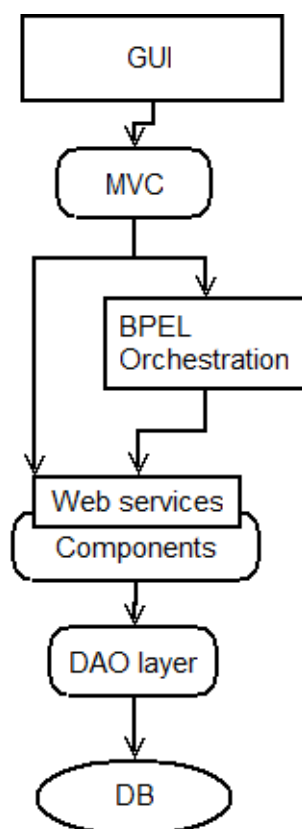 GUI
MVC
BPEL
Orchestration
Web services
Components
DAO layer
DB